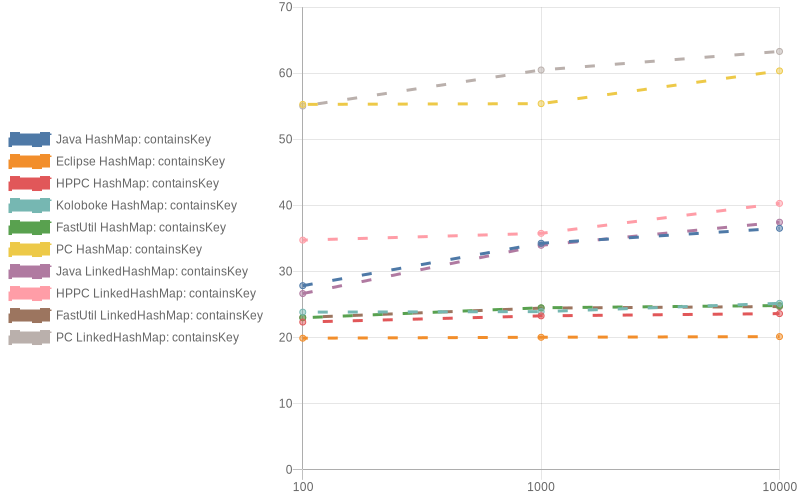 70
60
50
40
30
20
10
0
100 1000 10000
Java HashMap: containsKey
Eclipse HashMap: containsKey
HPPC HashMap: containsKey
Koloboke HashMap: containsKey
FastUtil HashMap: containsKey
PC HashMap: containsKey
Java LinkedHashMap: containsKey
HPPC LinkedHashMap: containsKey
FastUtil LinkedHashMap: containsKey
PC LinkedHashMap: containsKey